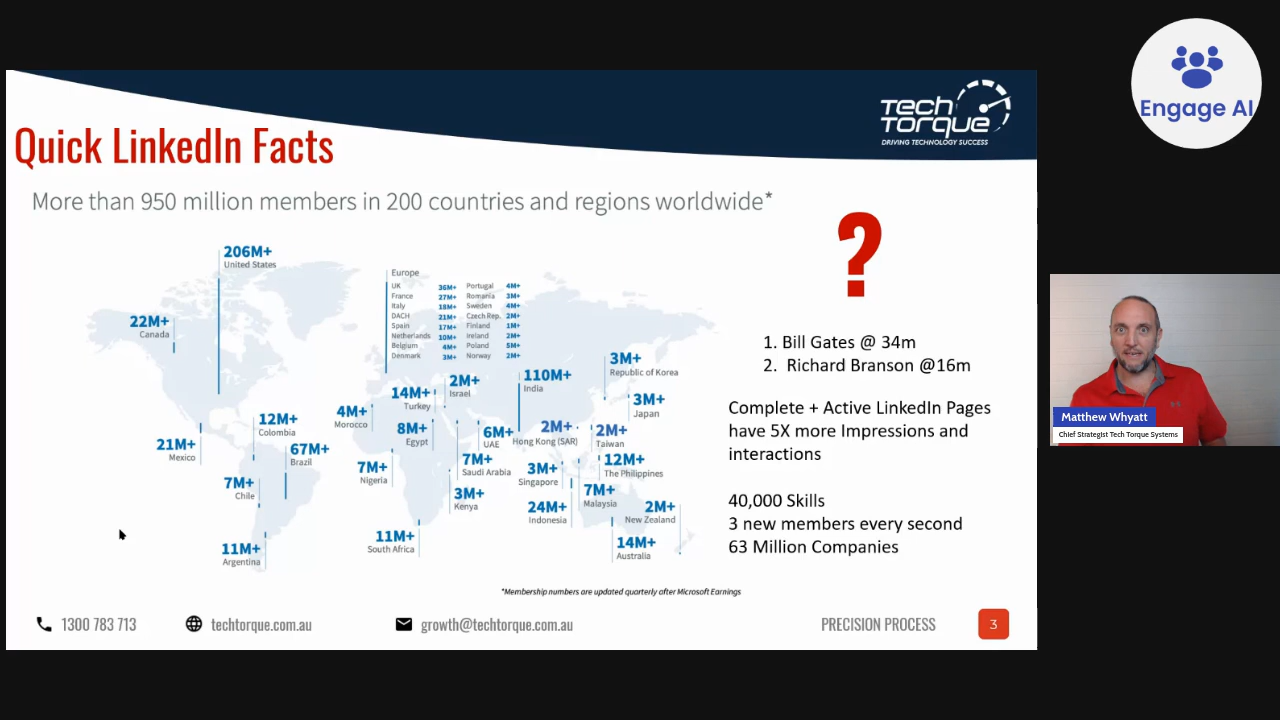 Engage AI
TECH
TORQUE
DRIVING TECHNOLOGY SUCCESS
Quick LinkedIn Facts
More than 950 million members in 200 countries and regions worldwide*
206M+
United States
22M+
Canada
Europe
UK 36M+ Portugal 4M+
France 27M+ Romania 3M+
Italy 18M+ Sweden 4M+
DACH 21M+ Czech Rep. 2M+
Spain 17M+ Finland 1M+
Netherlands 10M+ Ireland 2M+
Belgium 4M+ Poland 5M+
Denmark 3M+ Norway 2M+
3M+
Republic of Korea
110M+
India
2M+
Israel
14M+
Turkey
3M+
Japan
4M+
Morocco
12M+
Colombia
8M+
Egypt
6M+
UAE
2M+
Hong Kong (SAR)
2M+
Taiwan
21M+
Mexico
67M+
Brazil
7M+
Nigeria
7M+
Saudi Arabia
3M+
Singapore
12M+
The Philippines
7M+
Chile
3M+
Kenya
24M+
Indonesia
7M+
Malaysia
2M+
New Zealand
11M+
Argentina
11M+
South Africa
14M+
Australia
*Membership numbers are updated quarterly after Microsoft Earnings
?
1. Bill Gates @ 34m
2. Richard Branson @16m
Complete + Active LinkedIn Pages
have 5X more Impressions and
interactions
40,000 Skills
3 new members every second
63 Million Companies
1300 783 713
techtorque.com.au
growth@techtorque.com.au
PRECISION PROCESS
3
Matthew Whyatt
Chief Strategist Tech Torque Systems